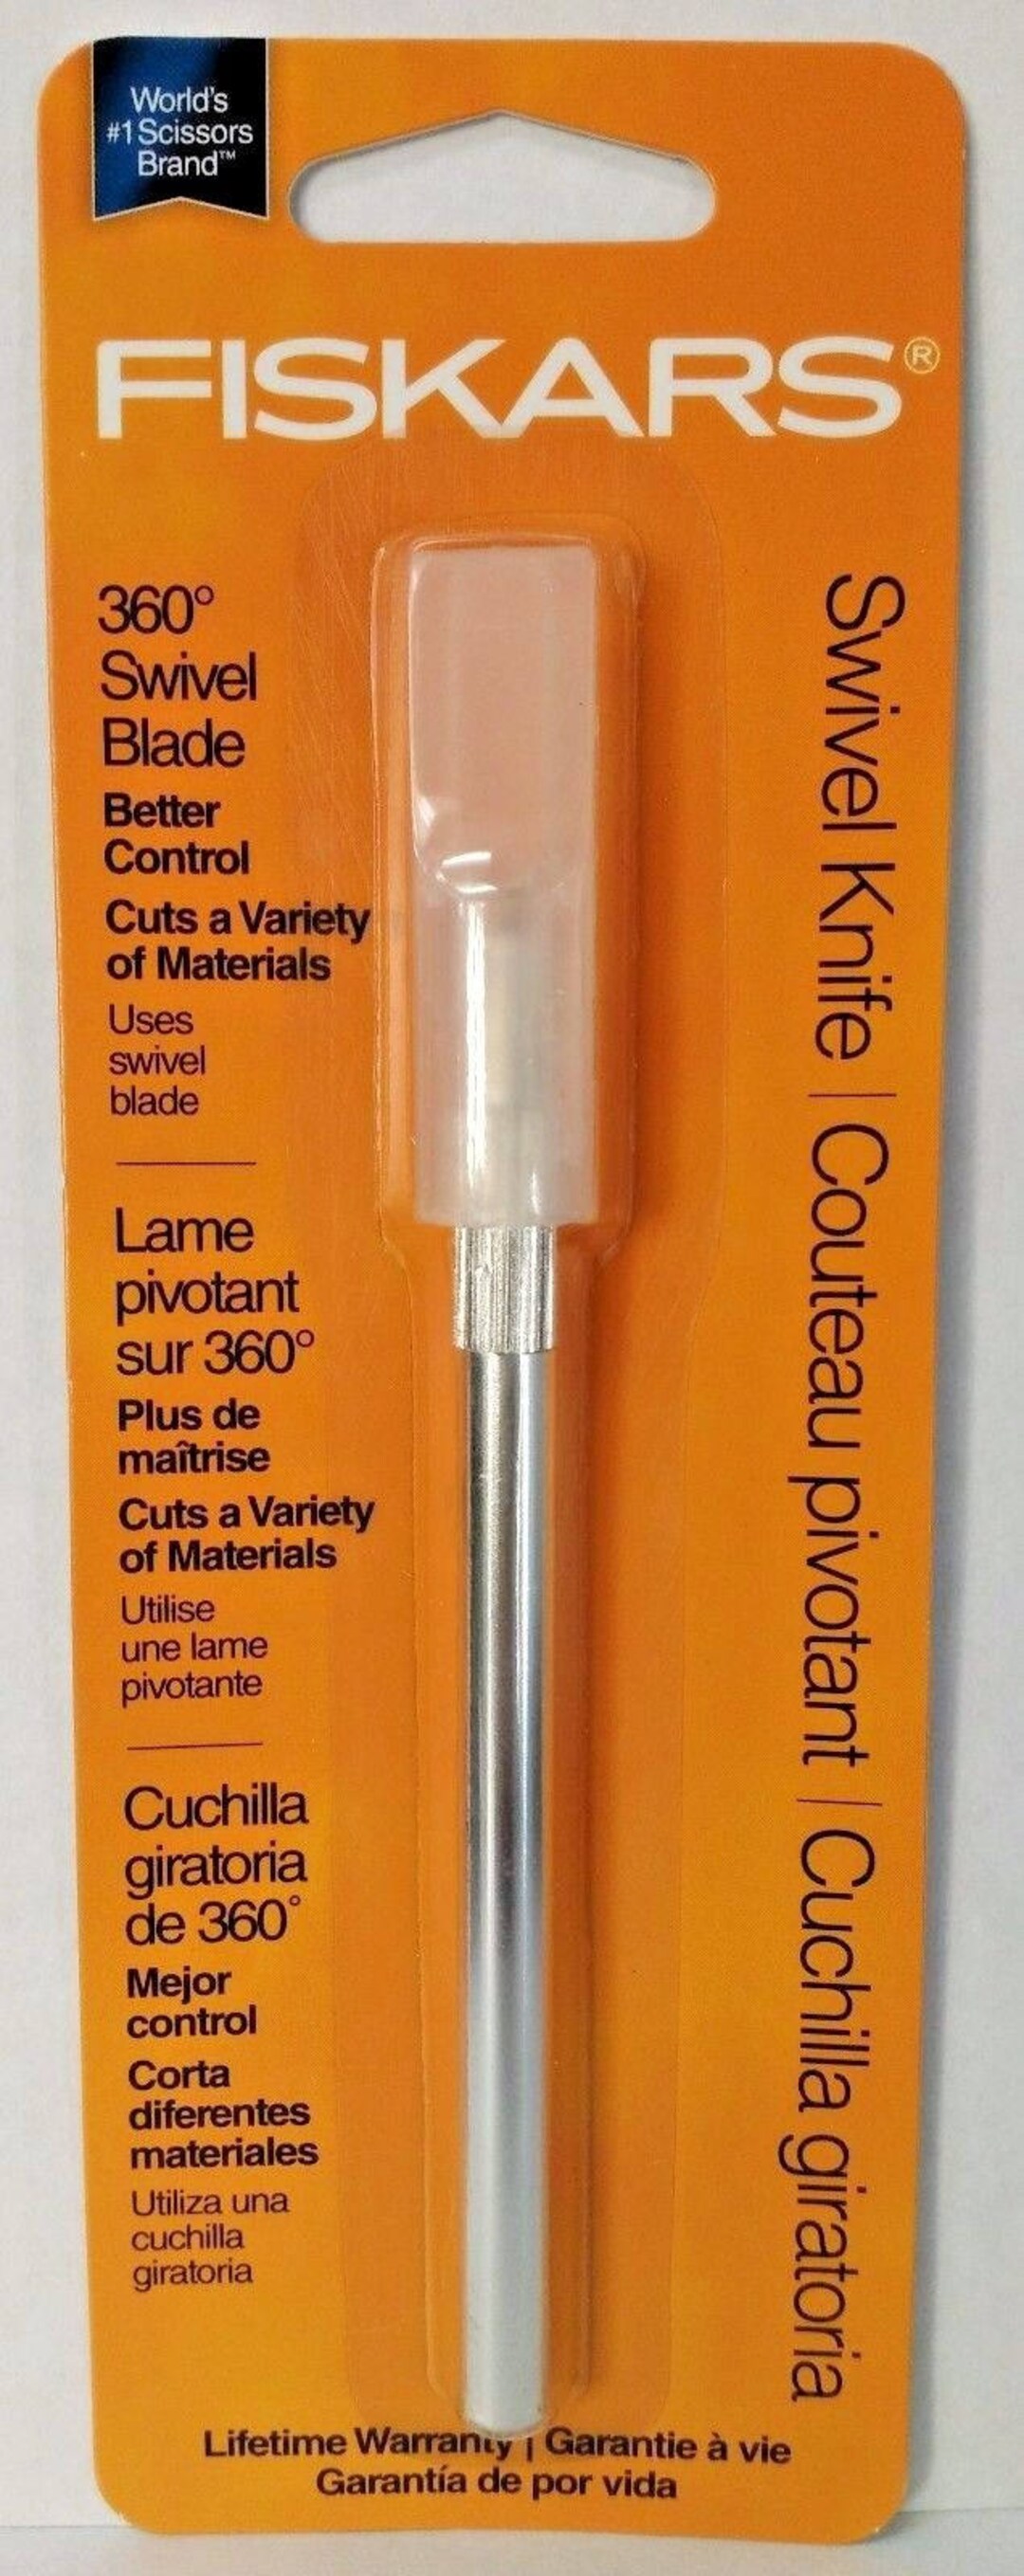 World's
#1 Scissors
Brand™
FISKARS®
360°
Swivel
Blade
Better
Control
Cuts a Variety
of Materials
Uses
swivel
blade
Lame
pivotant
sur 360°
Plus de
maîtrise
Cuts a Variety
of Materials
Utilise
une lame
pivotante
Cuchilla
giratoria
de 360°
Mejor
control
Corta
diferentes
materiales
Utiliza una
cuchilla
giratoria
Swivel Knife | Couteau pivotant | Cuchilla giratoria
Lifetime Warranty | Garantie à vie
Garantía de por vida